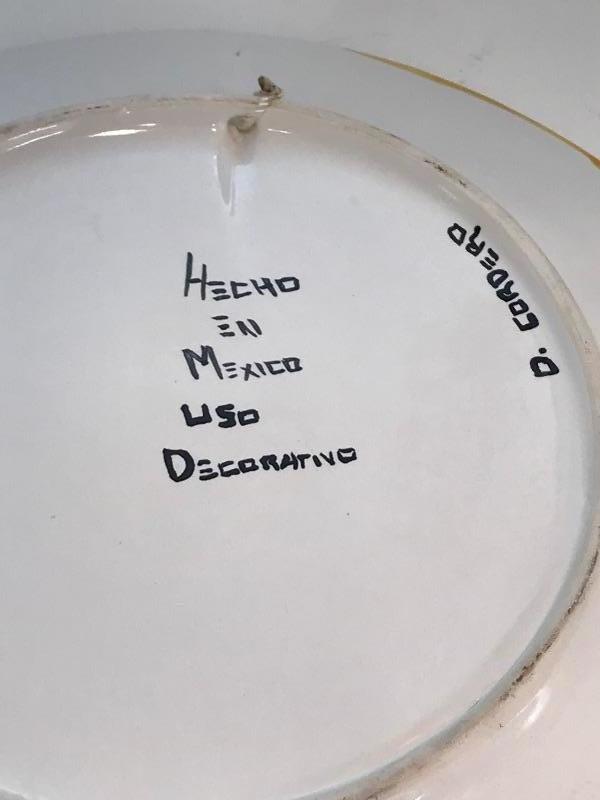 HECHO
EN
MEXICO
USO
DECORATIVO
D. CORDERO